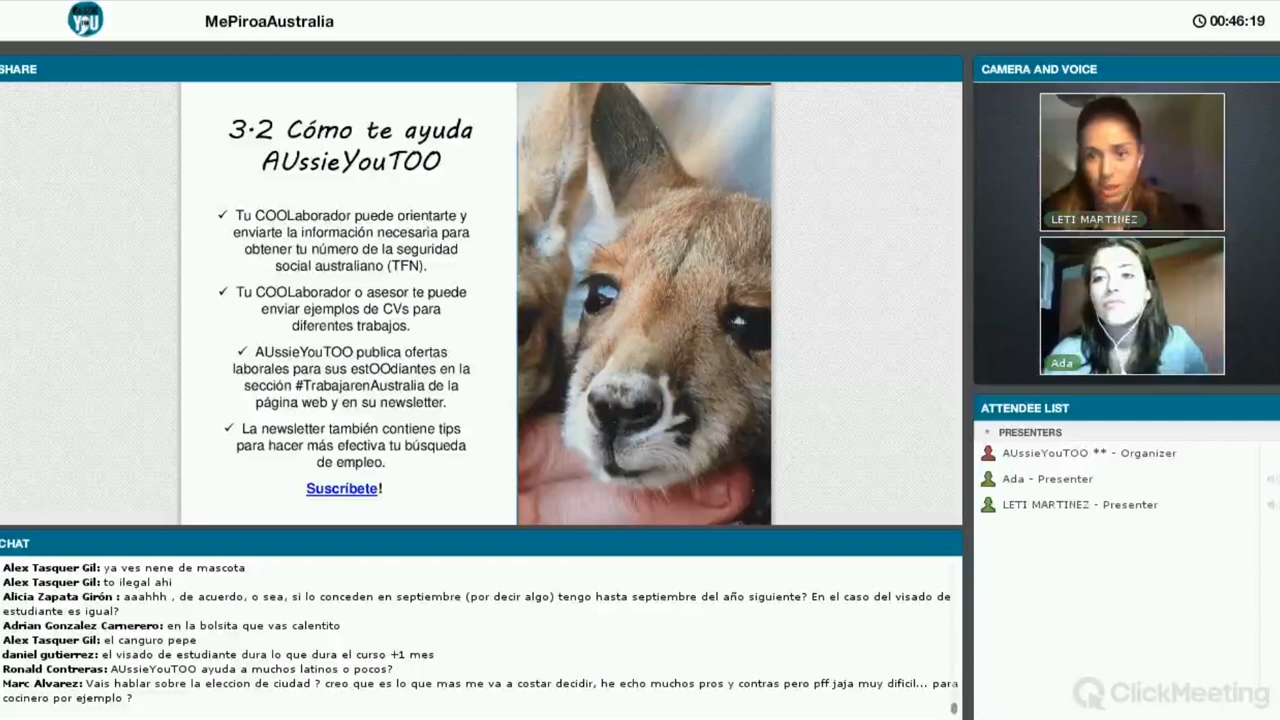 YOU
MePiroaAustralia
00:46:19
SHARE
CAMERA AND VOICE
3.2 Cómo te ayuda
AUssieYouTOO
✓ Tu COOLaborador puede orientarte y
enviarte la información necesaria para
obtener tu número de la seguridad
social australiano (TFN).
✓ Tu COOLaborador o asesor te puede
enviar ejemplos de CVs para
diferentes trabajos.
✓ AUssieYouTOO publica ofertas
laborales para sus estOOdiantes en la
sección #TrabajarenAustralia de la
página web y en su newsletter.
✓ La newsletter también contiene tips
para hacer más efectiva tu búsqueda
de empleo.
Suscríbete!
LETI MARTINEZ
Ada
ATTENDEE LIST
PRESENTERS
AUssieYouTOO ** - Organizer
Ada - Presenter
LETI MARTINEZ - Presenter
CHAT
Alex Tasquer Gil: ya ves nene de mascota
Alex Tasquer Gil: to ilegal ahi
Alicia Zapata Girón : aaahhh , de acuerdo, o sea, si lo conceden en septiembre (por decir algo) tengo hasta septiembre del año siguiente? En el caso del visado de
estudiante es igual?
Adrian Gonzalez Carnerero: en la bolsita que vas calentito
Alex Tasquer Gil: el canguro pepe
daniel gutierrez: el visado de estudiante dura lo que dura el curso +1 mes
Ronald Contreras: AUssieYouTOO ayuda a muchos latinos o pocos?
Marc Alvarez: Vais hablar sobre la eleccion de ciudad ? creo que es lo que mas me va a costar decidir, he echo muchos pros y contras pero pff jaja muy dificil... para
cocinero por ejemplo ?
ClickMeeting